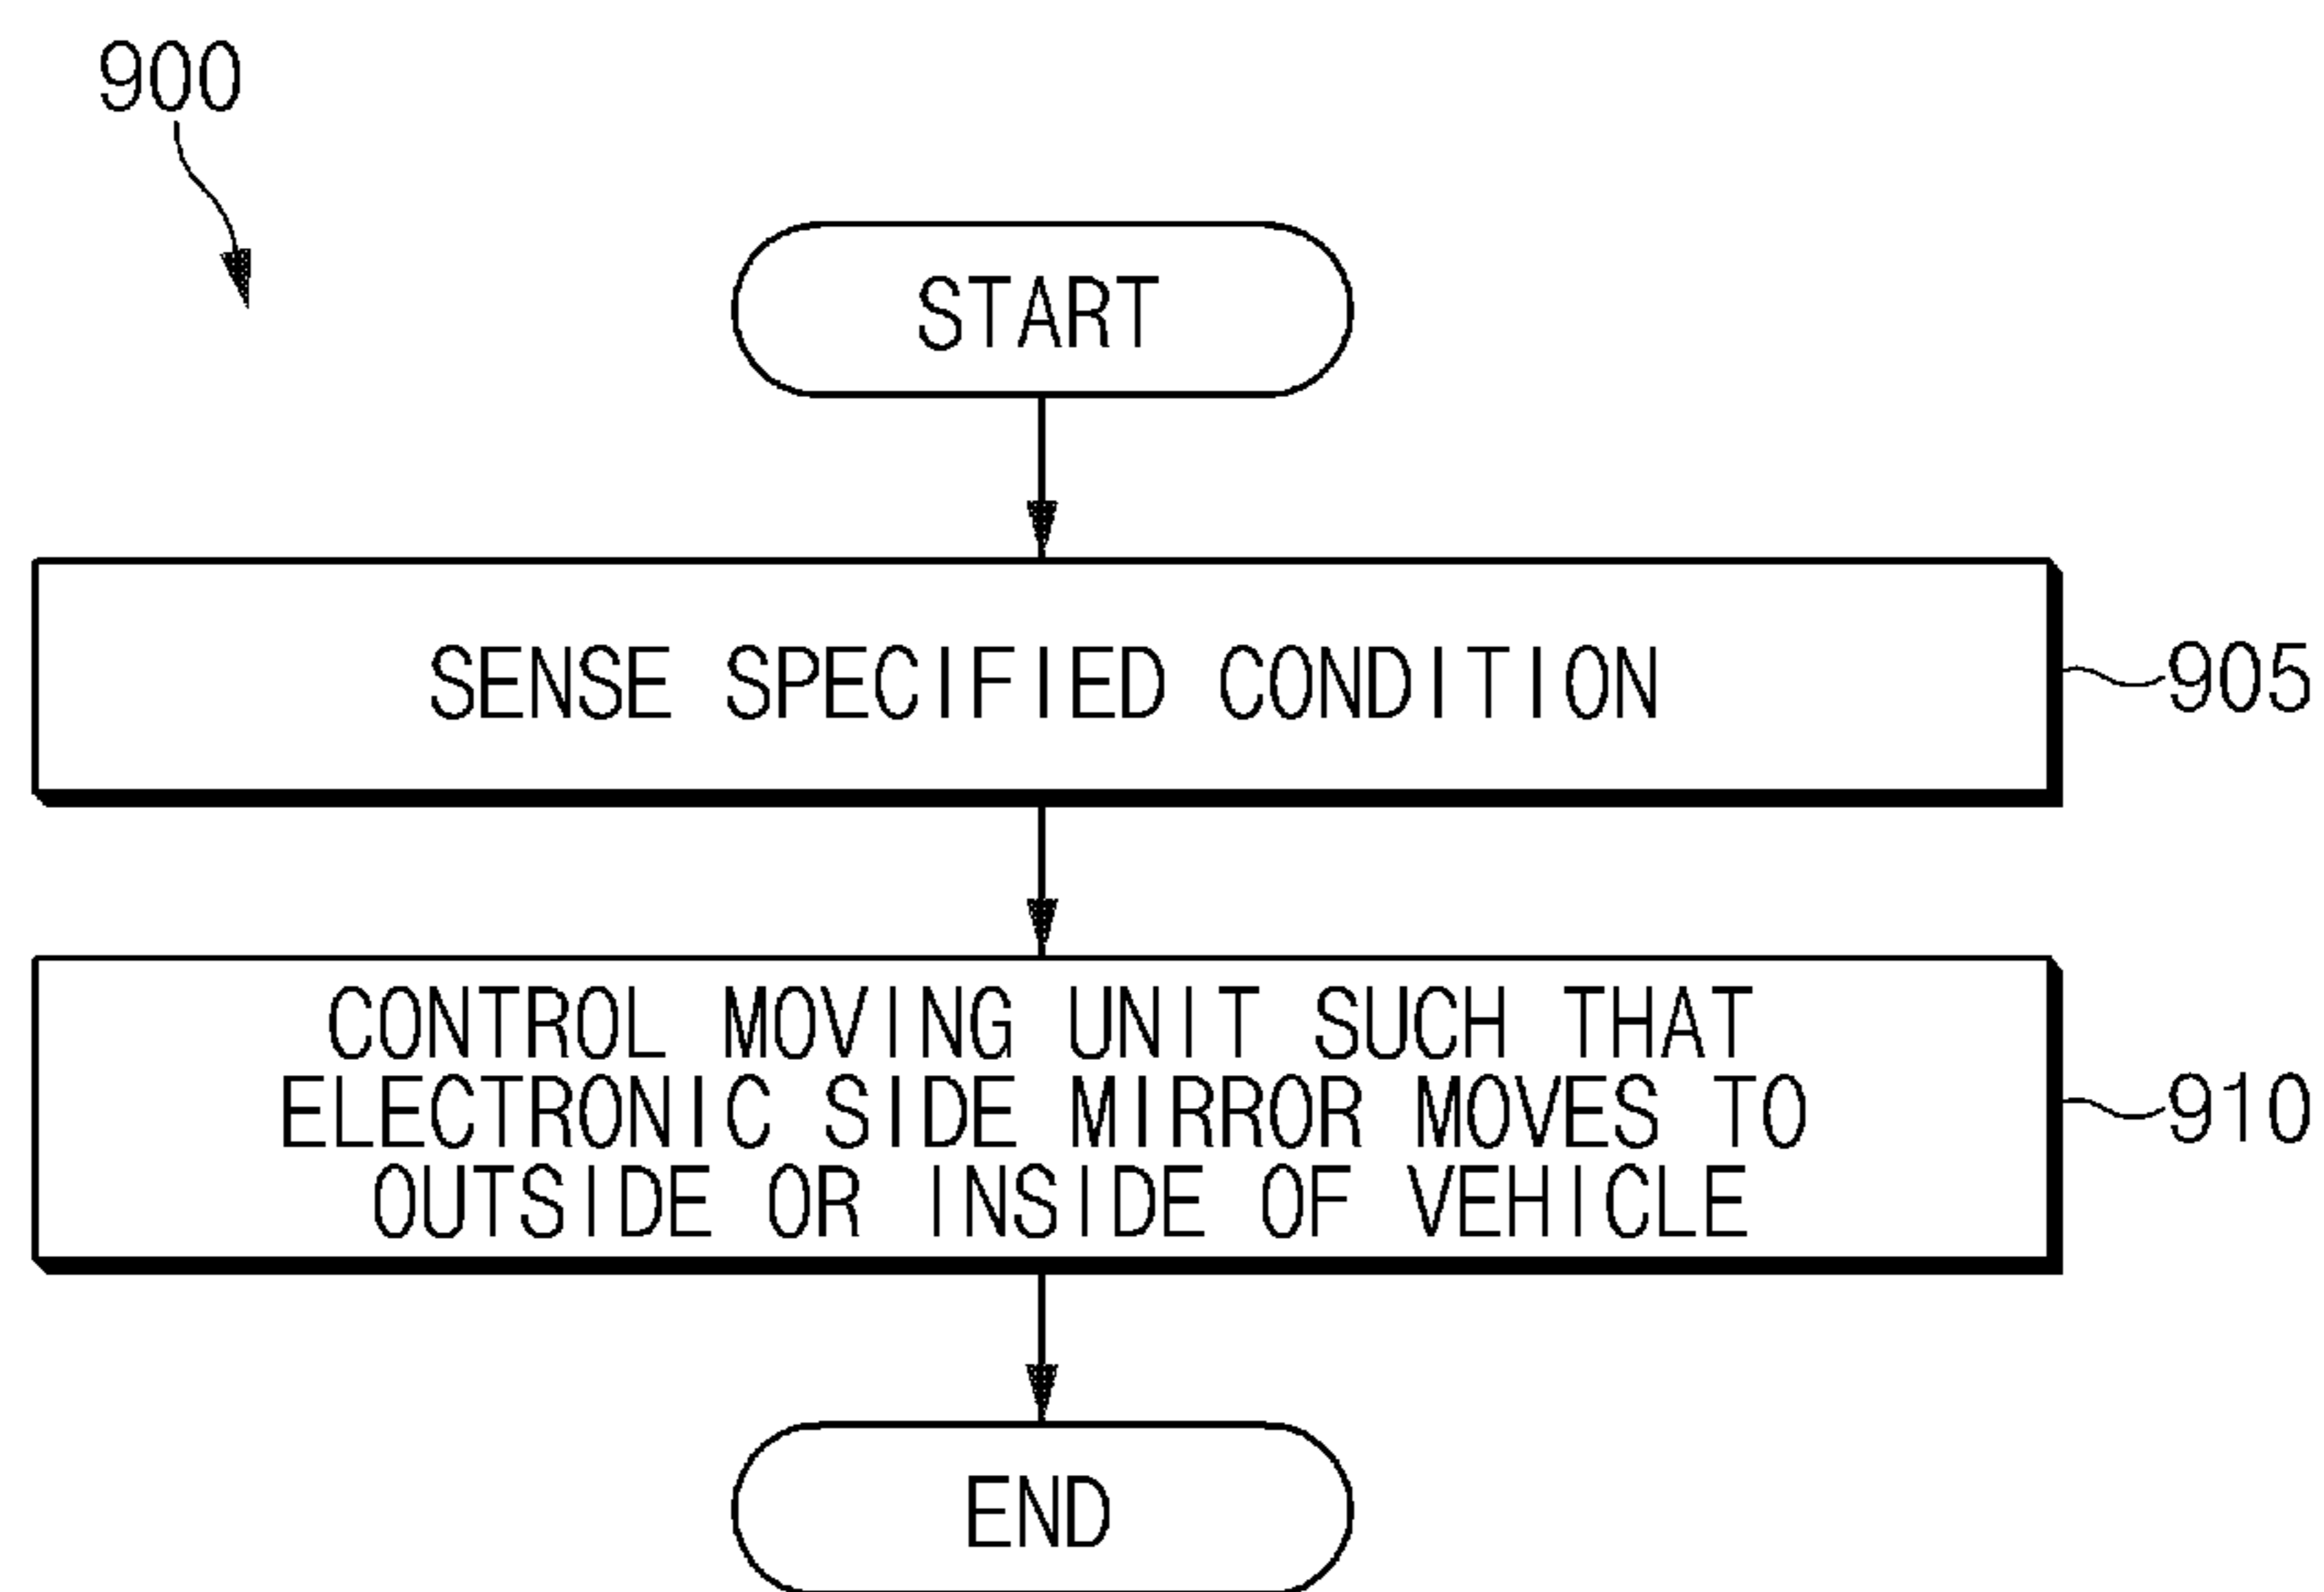 900
START
SENSE SPECIFIED CONDITION
905
CONTROL MOVING UNIT SUCH THAT
ELECTRONIC SIDE MIRROR MOVES TO
OUTSIDE OR INSIDE OF VEHICLE
910
END